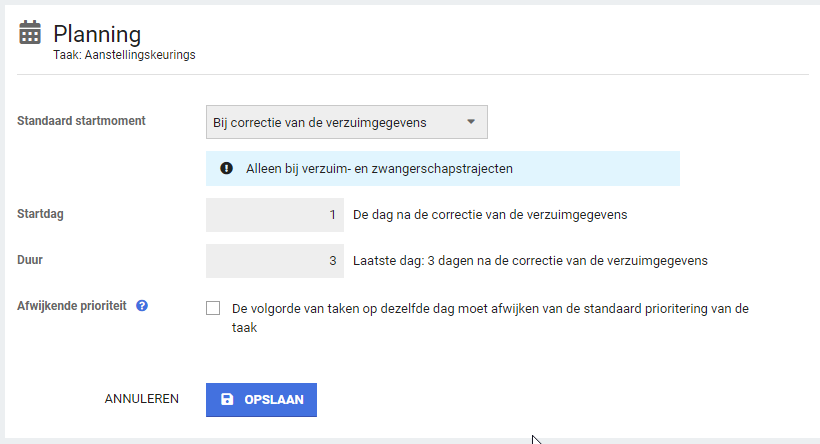 Planning
Taak: Aanstellingskeurings
Standaard startmoment
Bij correctie van de verzuimgegevens
Alleen bij verzuim- en zwangerschapstrajecten
Startdag
1
De dag na de correctie van de verzuimgegevens
Duur
3
Laatste dag: 3 dagen na de correctie van de verzuimgegevens
Afwijkende prioriteit ?
De volgorde van taken op dezelfde dag moet afwijken van de standaard prioritering van de
taak
ANNULEREN
OPSLAAN